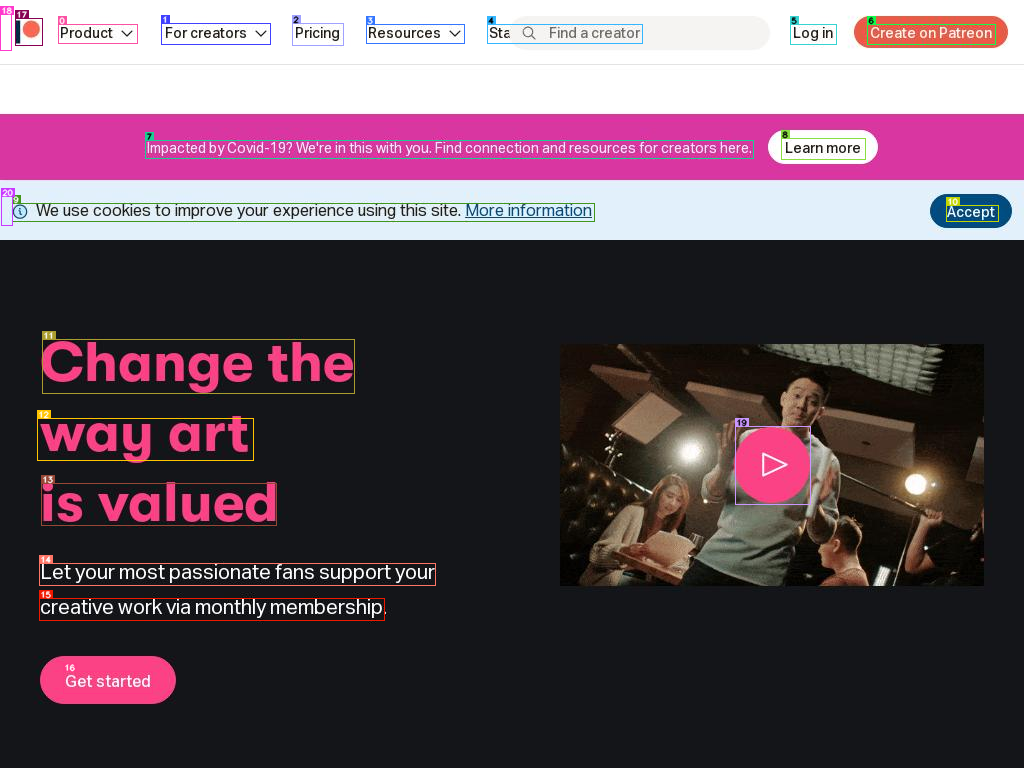 Product
For creators
Pricing
Resources
Sta
Find a creator
Log in
Create on Patreon
Impacted by Covid-19? We're in this with you. Find connection and resources for creators here.
Learn more
We use cookies to improve your experience using this site. More information
Accept
Change the
way art
is valued
Let your most passionate fans support your
creative work via monthly membership.
Get started
0
1
2
3
4
5
6
7
8
9
10
11
12
13
14
15
16
17
18
19
20